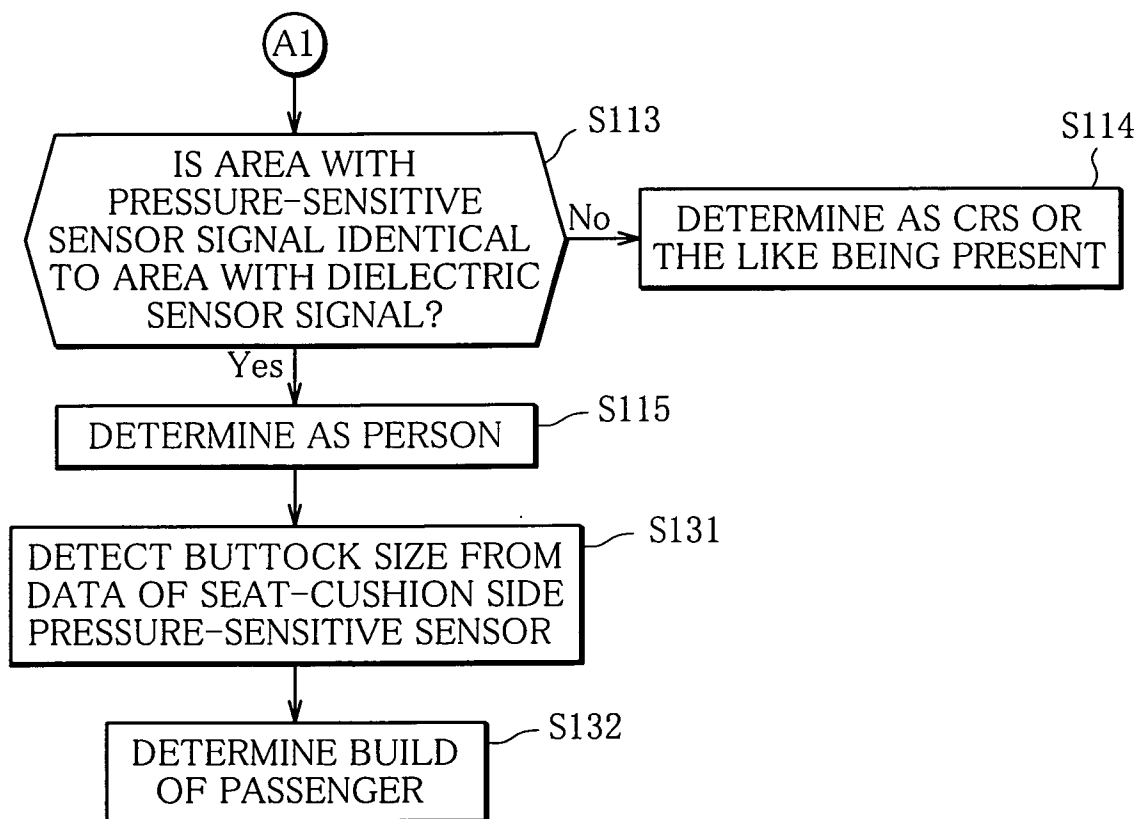 A1
S113
IS AREA WITH
PRESSURE-SENSITIVE
SENSOR SIGNAL IDENTICAL
TO AREA WITH DIELECTRIC
SENSOR SIGNAL?
No
S114
DETERMINE AS CRS OR
THE LIKE BEING PRESENT
Yes
S115
DETERMINE AS PERSON
S131
DETECT BUTTOCK SIZE FROM
DATA OF SEAT-CUSHION SIDE
PRESSURE-SENSITIVE SENSOR
S132
DETERMINE BUILD
OF PASSENGER